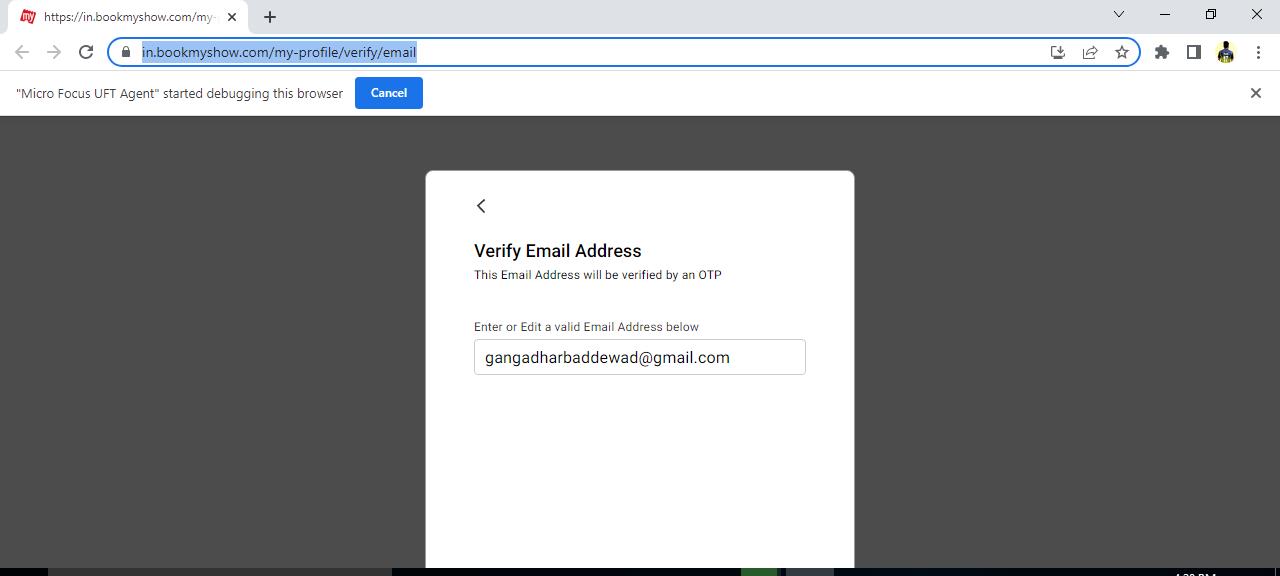 my https://in.bookmyshow.com/my-
in.bookmyshow.com/my-profile/verify/email
"Micro Focus UFT Agent" started debugging this browser Cancel
Verify Email Address
This Email Address will be verified by an OTP
Enter or Edit a valid Email Address below
gangadharbaddewad@gmail.com